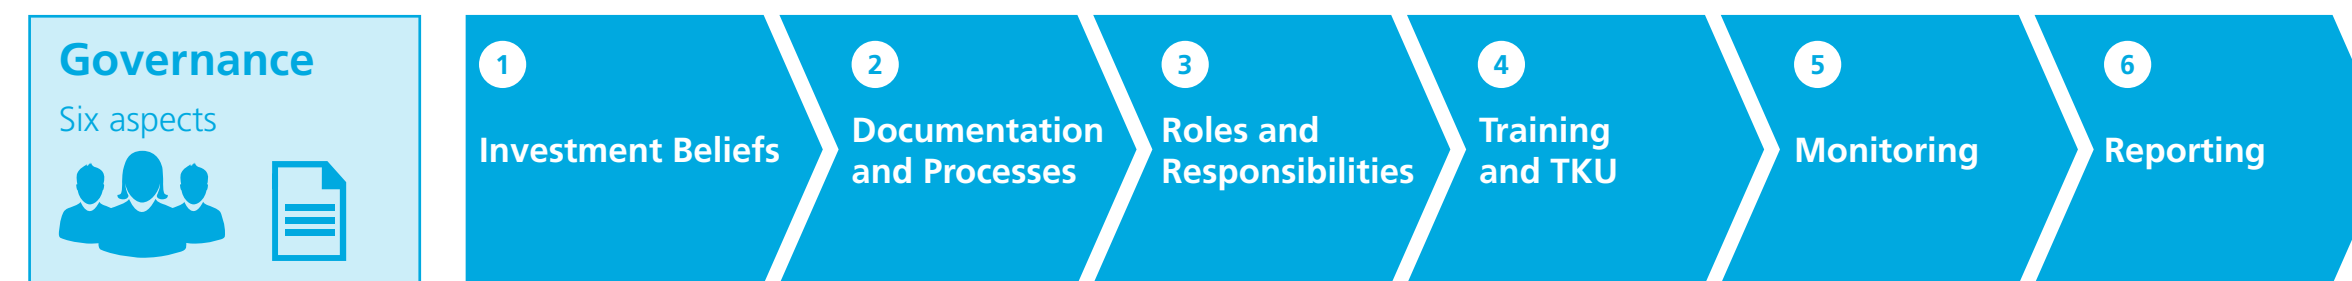 Governance
Six aspects
1
Investment Beliefs
2
Documentation
and Processes
3
Roles and
Responsibilities
4
Training
and TKU
5
Monitoring
6
Reporting